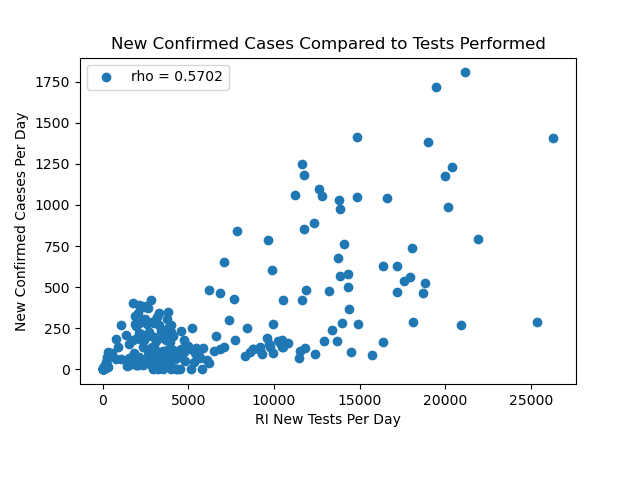 New Confirmed Cases Compared to Tests Performed
rho = 0.5702
New Confirmed Caeses Per Day
1750
1500
1250
1000
750
500
250
0
0 5000 10000 15000 20000 25000
RI New Tests Per Day